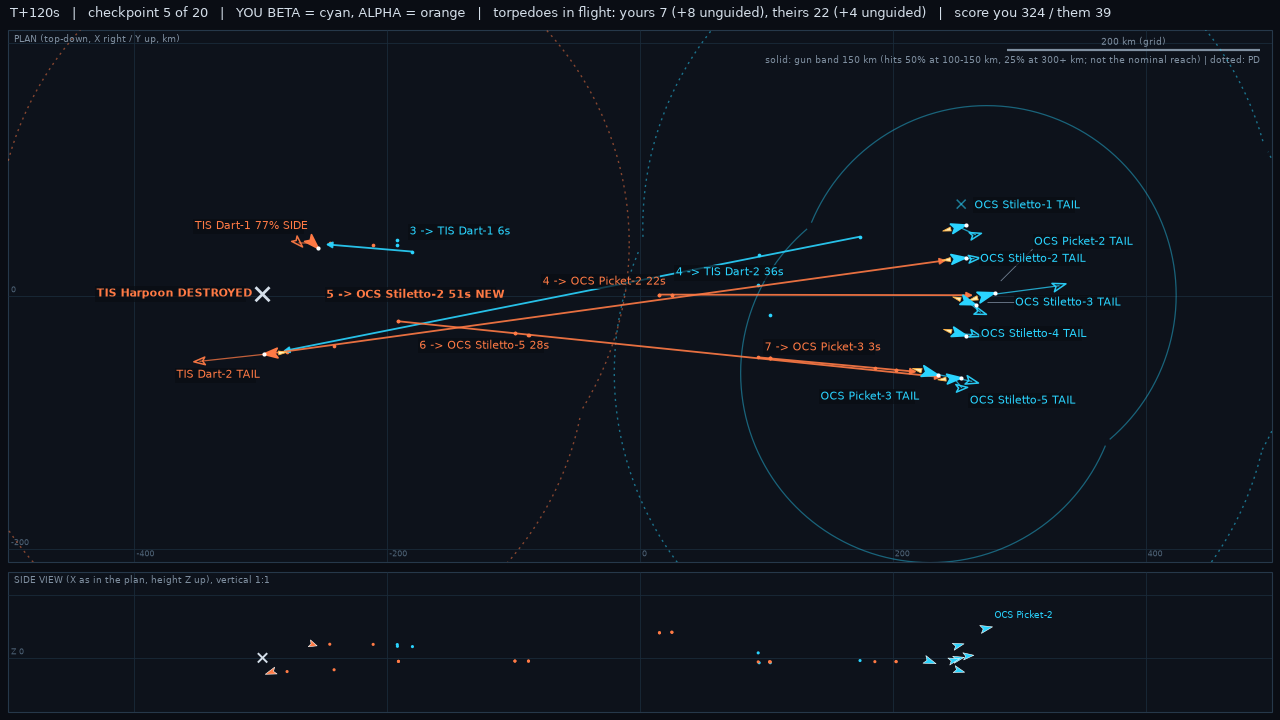 T+120s | checkpoint 5 of 20 | YOU BETA = cyan, ALPHA = orange | torpedoes in flight: yours 7 (+8 unguided), theirs 22 (+4 unguided) | score you 324 / them 39
PLAN (top-down, X right / Y up, km)
200 km (grid)
solid: gun band 150 km (hits 50% at 100-150 km, 25% at 300+ km; not the nominal reach) | dotted: PD
OCS Stiletto-1 TAIL
TIS Dart-1 77% SIDE
3 -> TIS Dart-1 6s
OCS Picket-2 TAIL
OCS Stiletto-2 TAIL
4 -> TIS Dart-2 36s
4 -> OCS Picket-2 22s
0
TIS Harpoon DESTROYED
5 -> OCS Stiletto-2 51s NEW
OCS Stiletto-3 TAIL
OCS Stiletto-4 TAIL
6 -> OCS Stiletto-5 28s
7 -> OCS Picket-3 3s
TIS Dart-2 TAIL
OCS Picket-3 TAIL
OCS Stiletto-5 TAIL
-200
-400
-200
0
200
400
SIDE VIEW (X as in the plan, height Z up), vertical 1:1
OCS Picket-2
Z 0